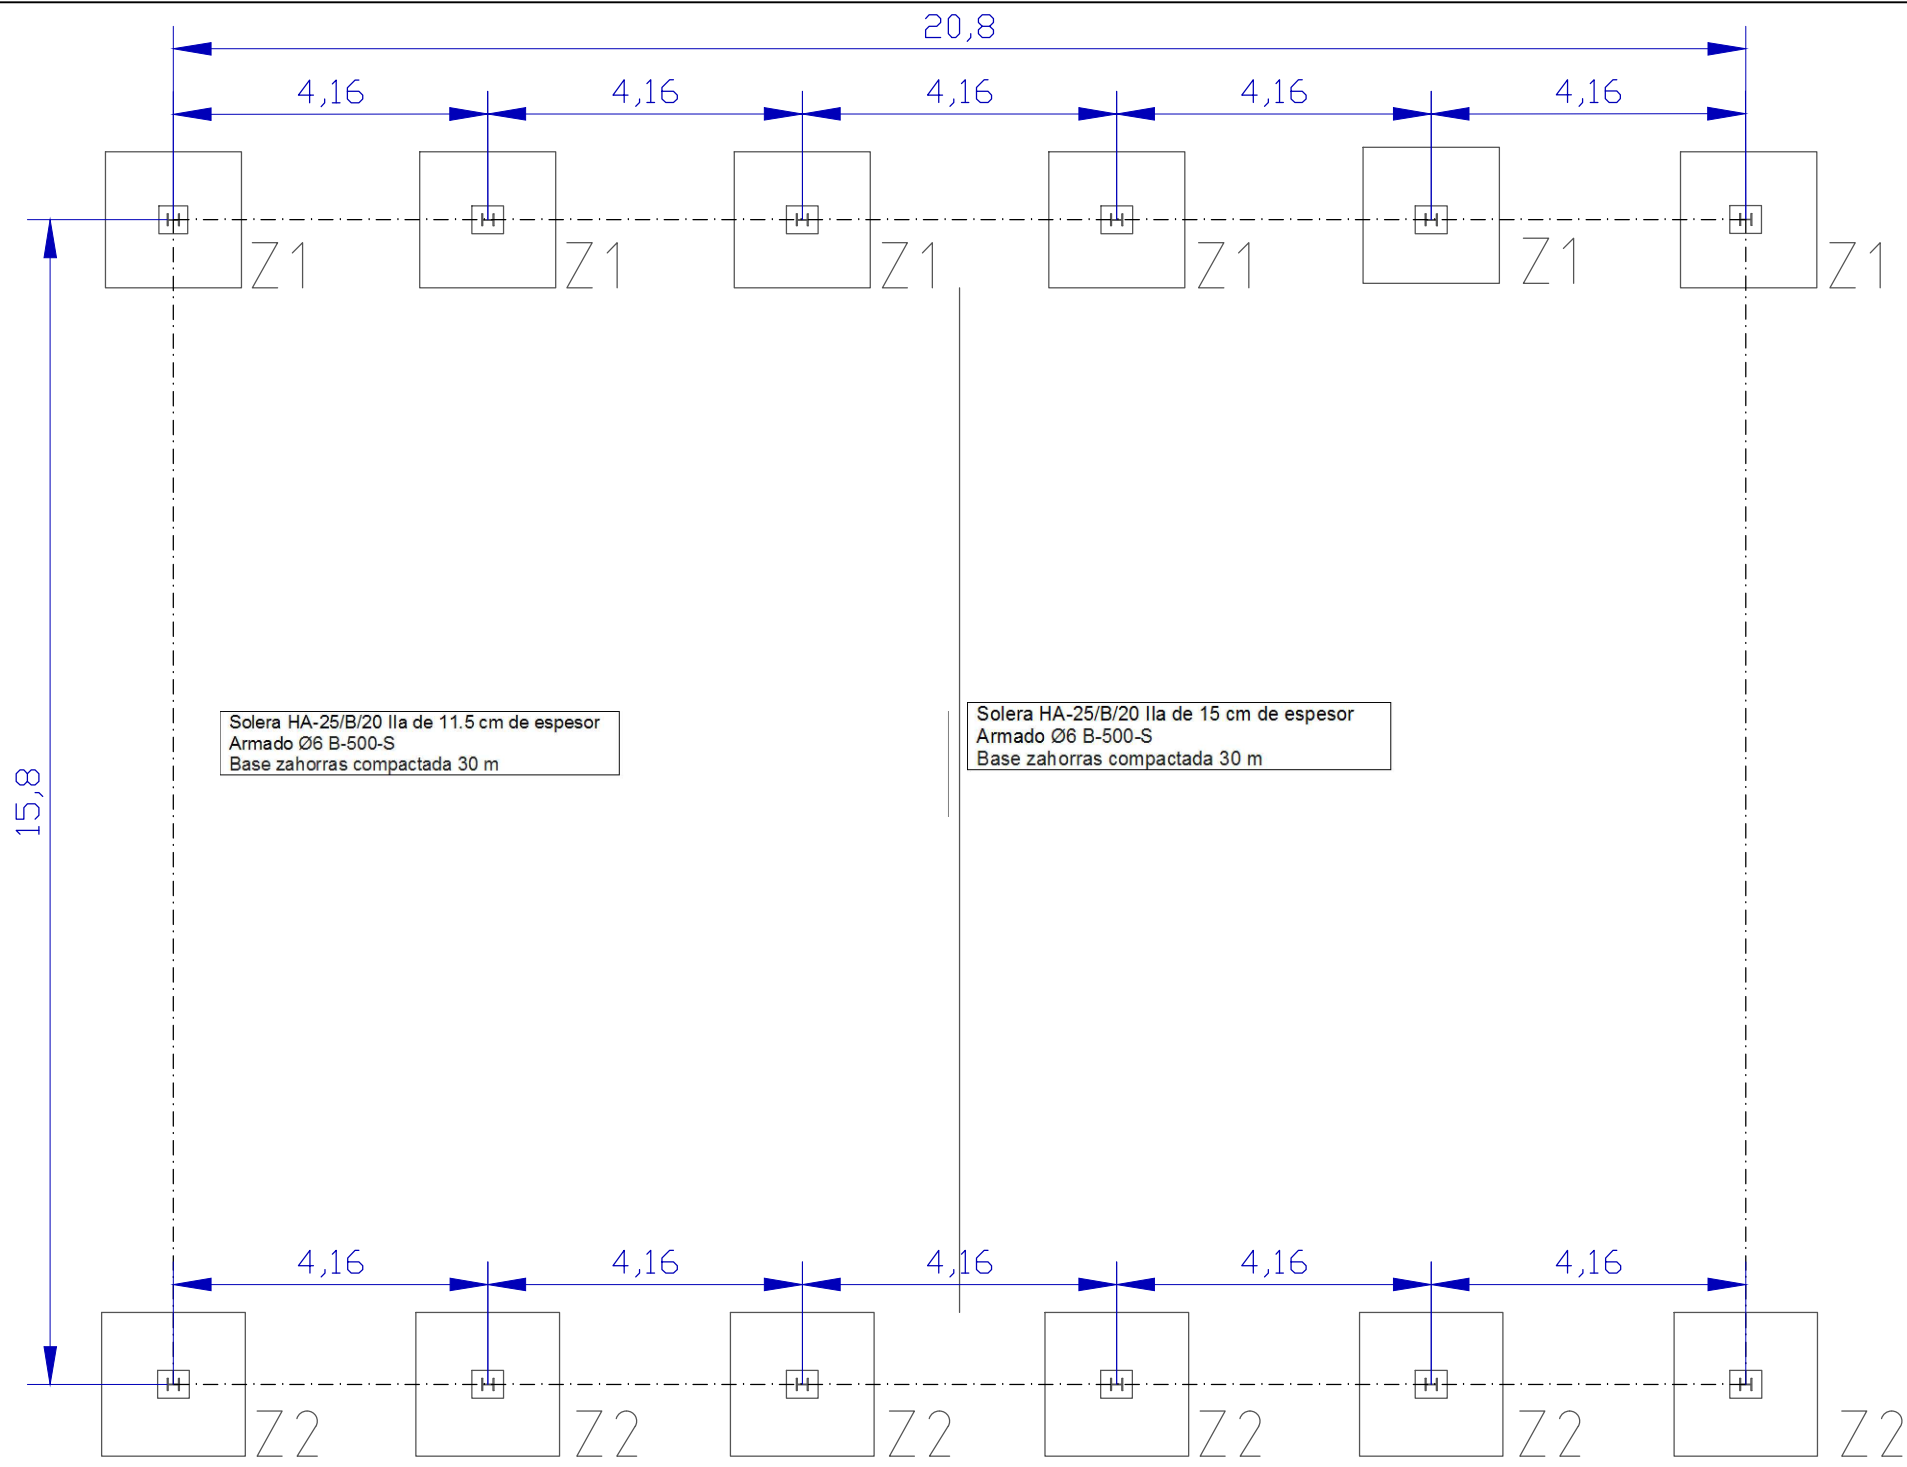 20,8
4,16 4,16 4,16 4,16 4,16
H H H H H H
Z1 Z1 Z1 Z1 Z1 Z1
Solera HA-25/B/20 IIa de 11.5 cm de espesor
Armado Ø6 B-500-S
Base zahorras compactada 30 m
Solera HA-25/B/20 IIa de 15 cm de espesor
Armado Ø6 B-500-S
Base zahorras compactada 30 m
15,8
4,16 4,16 4,16 4,16 4,16
H H H H H H
Z2 Z2 Z2 Z2 Z2 Z2